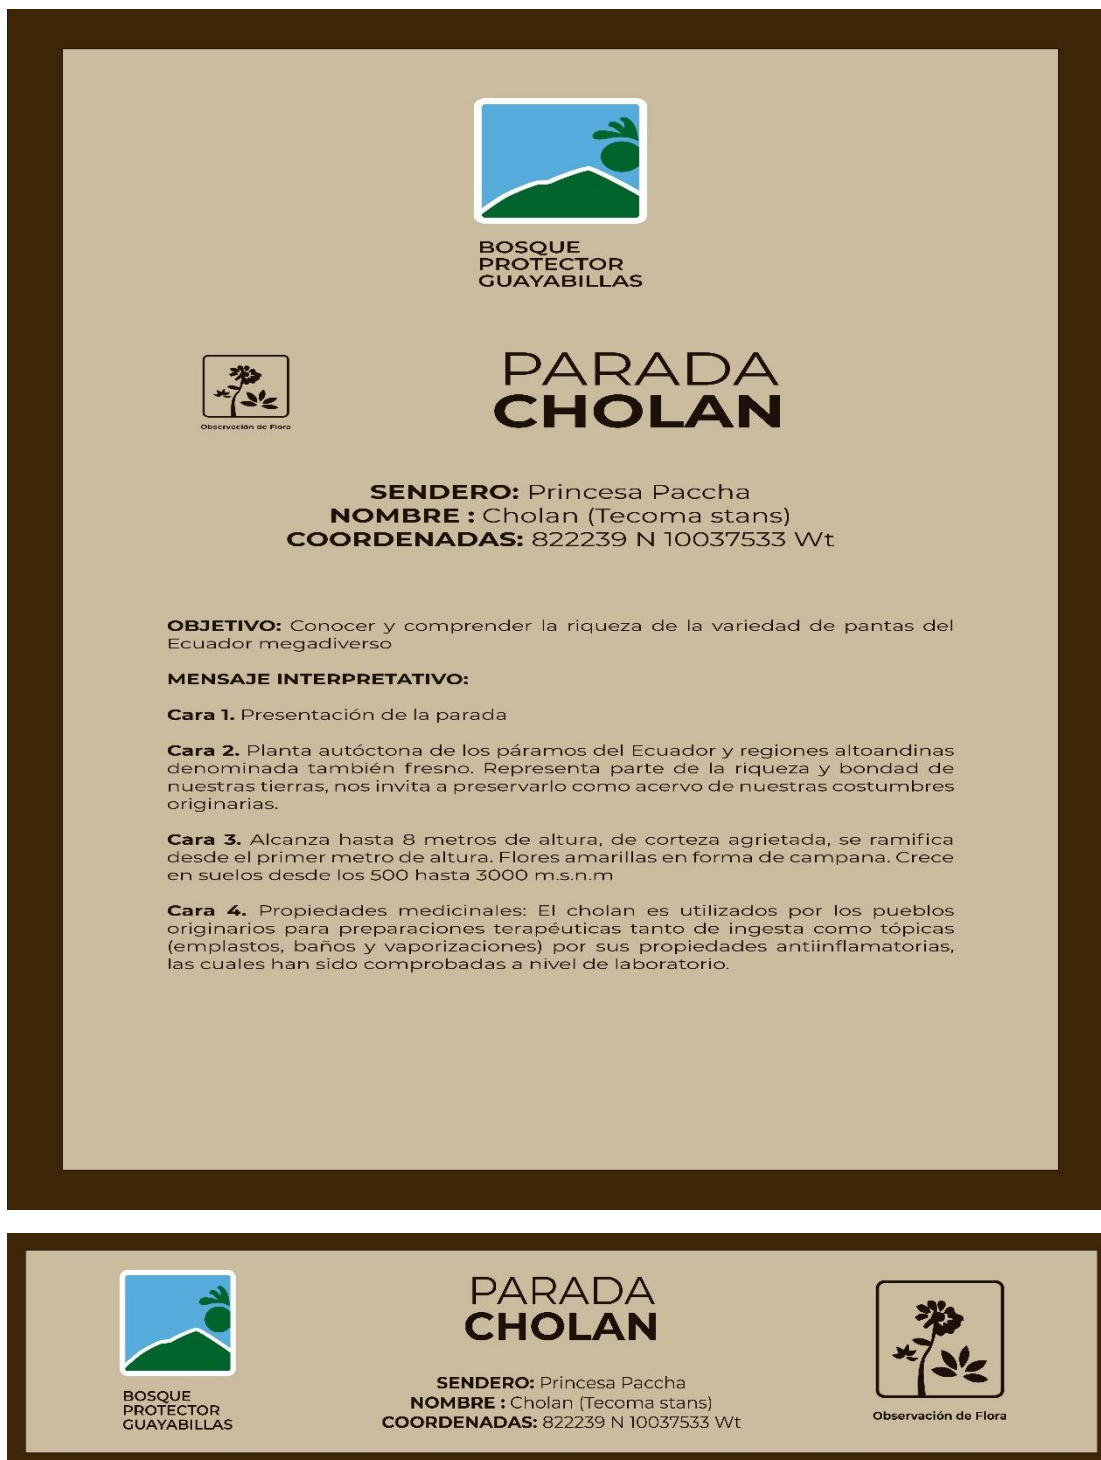 BOSQUE
PROTECTOR
GUAYABILLAS
Observación de Flora
PARADA
CHOLAN
SENDERO: Princesa Paccha
NOMBRE : Cholan (Tecoma stans)
COORDENADAS: 822239 N 10037533 Wt
OBJETIVO: Conocer y comprender la riqueza de la variedad de pantas del
Ecuador megadiverso
MENSAJE INTERPRETATIVO:
Cara 1. Presentación de la parada
Cara 2. Planta autóctona de los páramos del Ecuador y regiones altoandinas
denominada también fresno. Representa parte de la riqueza y bondad de
nuestras tierras, nos invita a preservarlo como acervo de nuestras costumbres
originarias.
Cara 3. Alcanza hasta 8 metros de altura, de corteza agrietada, se ramifica
desde el primer metro de altura. Flores amarillas en forma de campana. Crece
en suelos desde los 500 hasta 3000 m.s.n.m
Cara 4. Propiedades medicinales: El cholan es utilizados por los pueblos
originarios para preparaciones terapéuticas tanto de ingesta como tópicas
(emplastos, baños y vaporizaciones) por sus propiedades antiinflamatorias,
las cuales han sido comprobadas a nivel de laboratorio.
BOSQUE
PROTECTOR
GUAYABILLAS
PARADA
CHOLAN
SENDERO: Princesa Paccha
NOMBRE : Cholan (Tecoma stans)
COORDENADAS: 822239 N 10037533 Wt
Observación de Flora